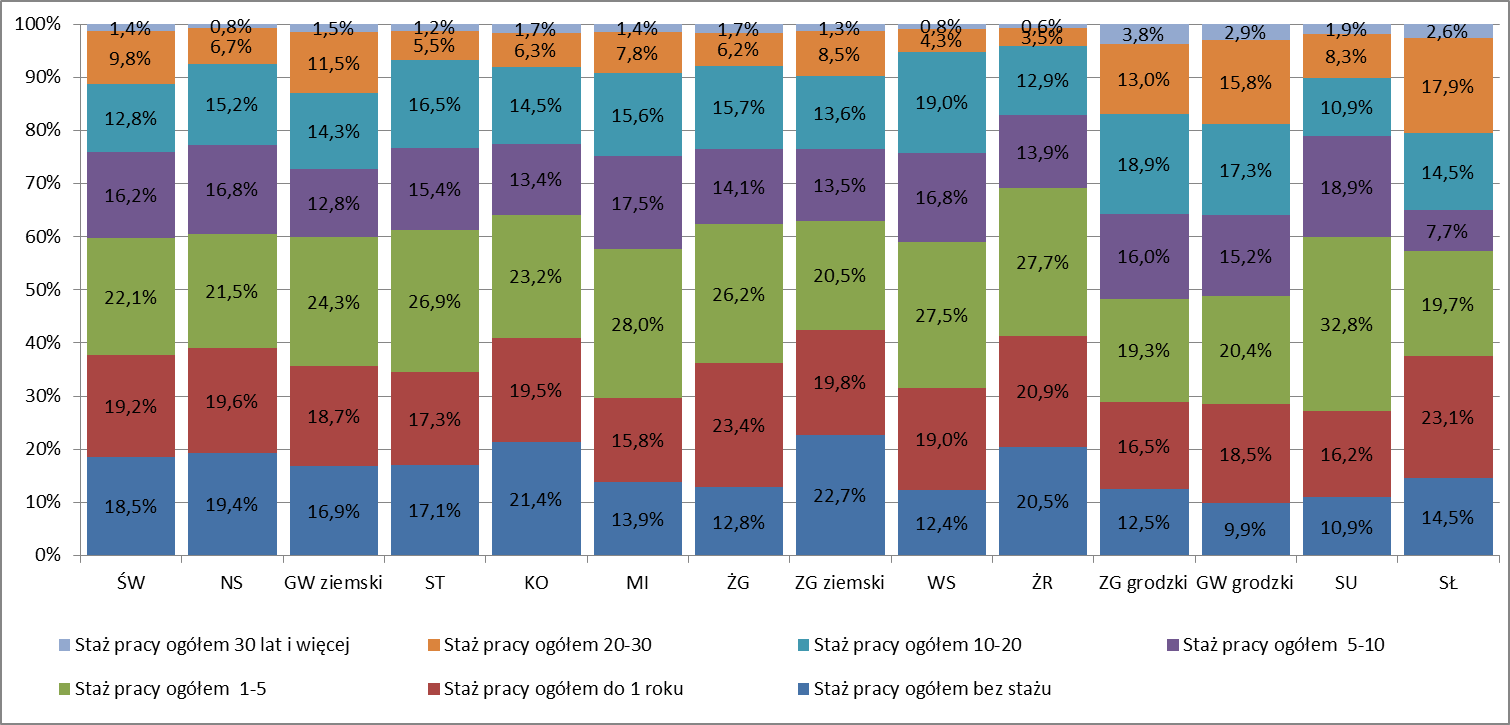 100%
90%
80%
70%
60%
50%
40%
30%
20%
10%
0%
1,4% 0,8% 1,5% 1,2% 1,7% 1,4% 1,7% 1,3% 0,8% 0,6% 3,8% 2,9% 1,9% 2,6%
9,8% 6,7% 11,5% 5,5% 6,3% 7,8% 6,2% 8,5% 4,3% 3,5% 13,0% 15,8% 8,3% 17,9%
12,8% 15,2% 14,3% 16,5% 14,5% 15,6% 15,7% 13,6% 19,0% 12,9% 18,9% 17,3% 10,9% 14,5%
16,2% 16,8% 12,8% 15,4% 13,4% 17,5% 14,1% 13,5% 16,8% 13,9% 16,0% 15,2% 18,9% 7,7%
22,1% 21,5% 24,3% 26,9% 23,2% 28,0% 26,2% 20,5% 27,5% 27,7% 19,3% 20,4% 32,8% 19,7%
19,2% 19,6% 18,7% 17,3% 19,5% 15,8% 23,4% 19,8% 19,0% 20,9% 16,5% 18,5% 16,2% 23,1%
18,5% 19,4% 16,9% 17,1% 21,4% 13,9% 12,8% 22,7% 12,4% 20,5% 12,5% 9,9% 10,9% 14,5%
ŚW NS GW ziemski ST KO MI ŻG ZG ziemski WS ŻR ZG grodzki GW grodzki SU SŁ
Staż pracy ogółem 30 lat i więcej Staż pracy ogółem 20-30 Staż pracy ogółem 10-20 Staż pracy ogółem 5-10
Staż pracy ogółem 1-5 Staż pracy ogółem do 1 roku Staż pracy ogółem bez stażu